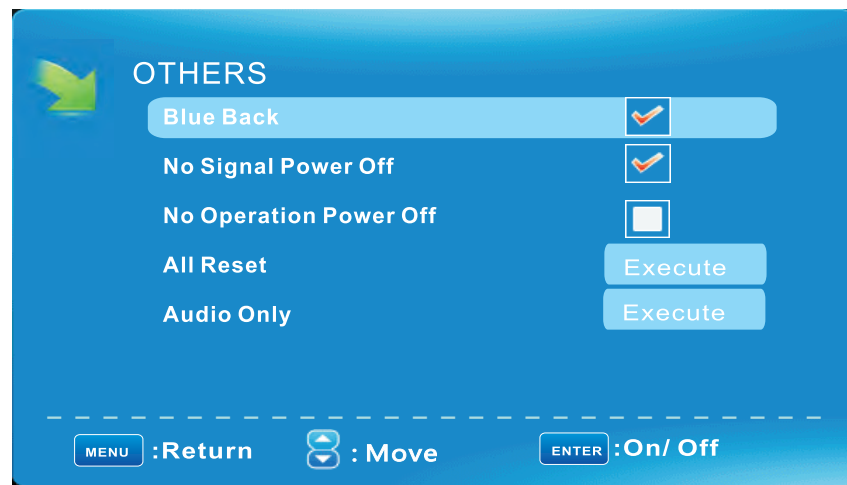 OTHERS
Blue Back
No Signal Power Off
No Operation Power Off
All Reset Execute
Audio Only Execute
MENU :Return : Move ENTER :On/ Off